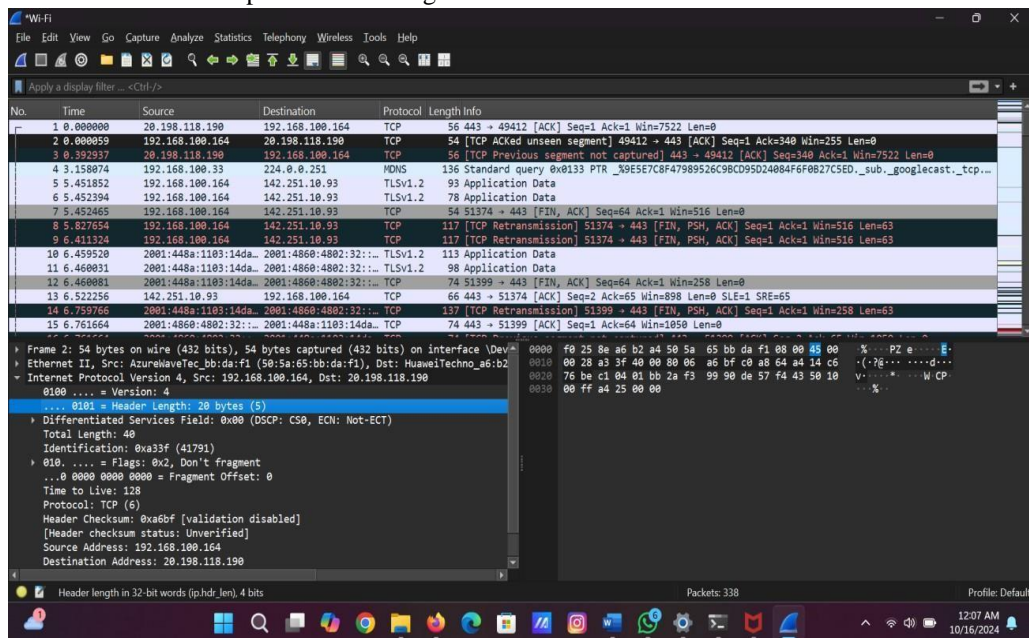 *Wi-Fi
File Edit View Go Capture Analyze Statistics Telephony Wireless Tools Help
Apply a display filter ... <Ctrl-/>
No. Time Source Destination Protocol Length Info
1 0.000000 20.198.118.190 192.168.100.164 TCP 56 443 → 49412 [ACK] Seq=1 Ack=1 Win=7522 Len=0
2 0.000059 192.168.100.164 20.198.118.190 TCP 54 [TCP ACKed unseen segment] 49412 → 443 [ACK] Seq=1 Ack=340 Win=255 Len=0
3 0.392937 20.198.118.190 192.168.100.164 TCP 56 [TCP Previous segment not captured] 443 → 49412 [ACK] Seq=340 Ack=1 Win=7522 Len=0
4 3.158074 192.168.100.33 224.0.0.251 MDNS 136 Standard query 0x0133 PTR _%9E5E7C8F47989526C9BCD95D24084F6F0B27C5ED._sub._googlecast._tcp....
5 5.451852 192.168.100.164 142.251.10.93 TLSv1.2 93 Application Data
6 5.452394 192.168.100.164 142.251.10.93 TLSv1.2 78 Application Data
7 5.452465 192.168.100.164 142.251.10.93 TCP 54 51374 → 443 [FIN, ACK] Seq=64 Ack=1 Win=516 Len=0
8 5.827654 192.168.100.164 142.251.10.93 TCP 117 [TCP Retransmission] 51374 → 443 [FIN, PSH, ACK] Seq=1 Ack=1 Win=516 Len=63
9 6.411324 192.168.100.164 142.251.10.93 TCP 117 [TCP Retransmission] 51374 → 443 [FIN, PSH, ACK] Seq=1 Ack=1 Win=516 Len=63
10 6.459520 2001:448a:1103:14da… 2001:4860:4802:32::… TLSv1.2 113 Application Data
11 6.460031 2001:448a:1103:14da… 2001:4860:4802:32::… TLSv1.2 98 Application Data
12 6.460081 2001:448a:1103:14da… 2001:4860:4802:32::… TCP 74 51399 → 443 [FIN, ACK] Seq=64 Ack=1 Win=258 Len=0
13 6.522256 142.251.10.93 192.168.100.164 TCP 66 443 → 51374 [ACK] Seq=2 Ack=65 Win=898 Len=0 SLE=1 SRE=65
14 6.759766 2001:448a:1103:14da… 2001:4860:4802:32::… TCP 137 [TCP Retransmission] 51399 → 443 [FIN, PSH, ACK] Seq=1 Ack=1 Win=258 Len=63
15 6.761664 2001:4860:4802:32::… 2001:448a:1103:14da… TCP 74 443 → 51399 [ACK] Seq=1 Ack=64 Win=1050 Len=0
Frame 2: 54 bytes on wire (432 bits), 54 bytes captured (432 bits) on interface \Dev
Ethernet II, Src: AzureWaveTec_bb:da:f1 (50:5a:65:bb:da:f1), Dst: HuaweiTechno_a6:b2
Internet Protocol Version 4, Src: 192.168.100.164, Dst: 20.198.118.190
0100 .... = Version: 4
.... 0101 = Header Length: 20 bytes (5)
Differentiated Services Field: 0x00 (DSCP: CS0, ECN: Not-ECT)
Total Length: 40
Identification: 0xa33f (41791)
010. .... = Flags: 0x2, Don't fragment
...0 0000 0000 0000 = Fragment Offset: 0
Time to Live: 128
Protocol: TCP (6)
Header Checksum: 0xa6bf [validation disabled]
[Header checksum status: Unverified]
Source Address: 192.168.100.164
Destination Address: 20.198.118.190
0000 f0 25 8e a6 b2 a4 50 5a 65 bb da f1 08 00 45 00 ·%····PZ e·····E·
0010 00 28 a3 3f 40 00 80 06 a6 bf c0 a8 64 a4 14 c6 ·(·?@··· ····d···
0020 76 be c1 04 01 bb 2a f3 99 90 de 57 f4 43 50 10 v·····*· ···W·CP·
0030 00 ff a4 25 00 00 ···%··
Header length in 32-bit words (ip.hdr_len), 4 bits
Packets: 338
Profile: Default
12:07 AM
10/16/2024